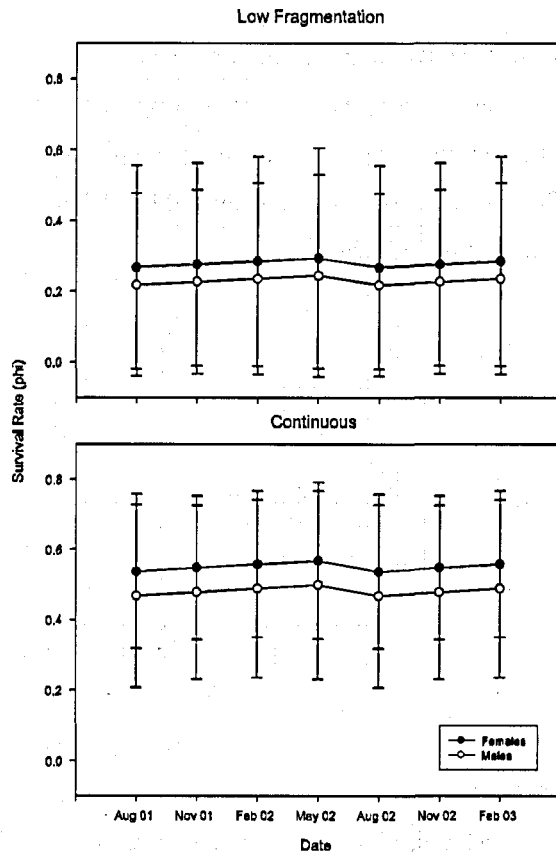 Low Fragmentation
0.8
0.6
0.4
0.2
0.0
Survival Rate (phi)
Continuous
0.8
0.6
0.4
0.2
0.0
Females
Males
Aug 01 Nov 01 Feb 02 May 02 Aug 02 Nov 02 Feb 03
Date